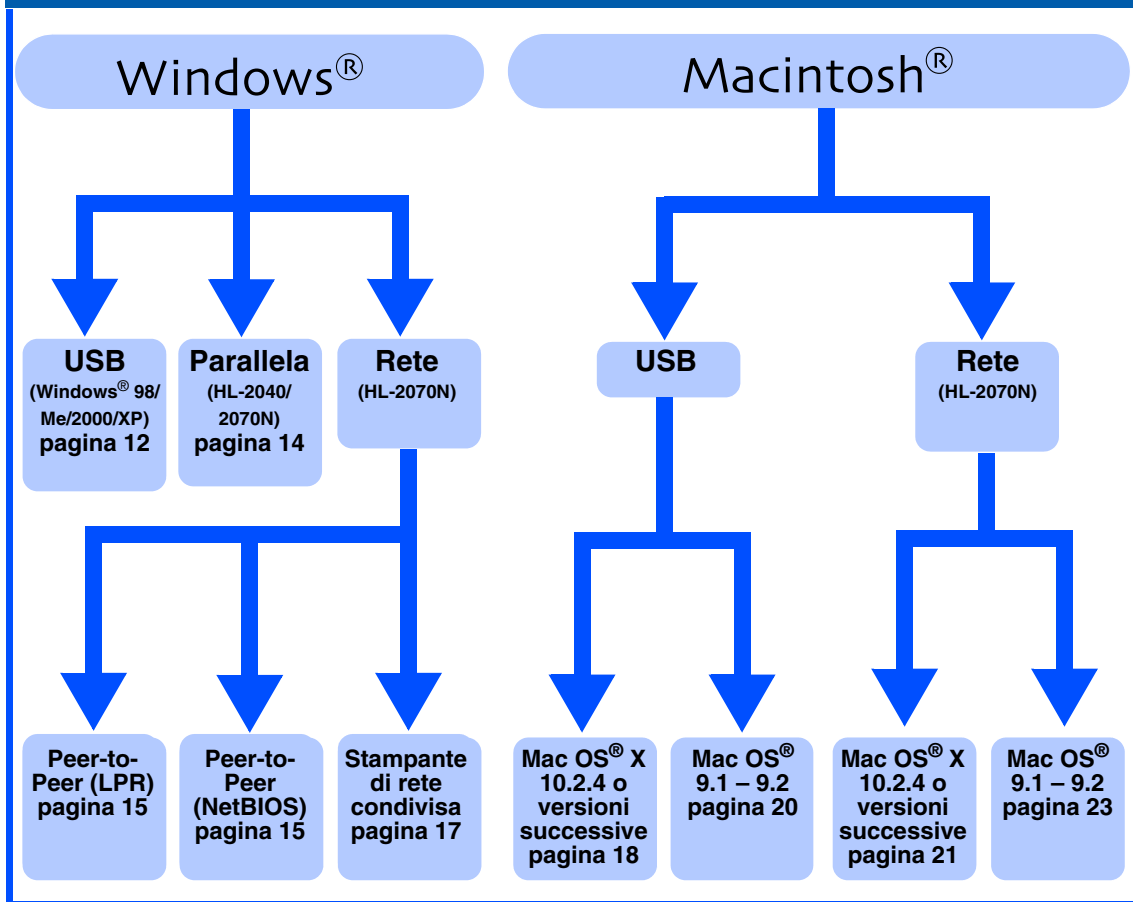 Windows®
Macintosh®
USB
(Windows® 98/
Me/2000/XP)
pagina 12
Parallela
(HL-2040/
2070N)
pagina 14
Rete
(HL-2070N)
USB
Rete
(HL-2070N)
Peer-to-
Peer (LPR)
pagina 15
Peer-to-
Peer
(NetBIOS)
pagina 15
Stampante
di rete
condivisa
pagina 17
Mac OS® X
10.2.4 o
versioni
successive
pagina 18
Mac OS®
9.1 – 9.2
pagina 20
Mac OS® X
10.2.4 o
versioni
successive
pagina 21
Mac OS®
9.1 – 9.2
pagina 23